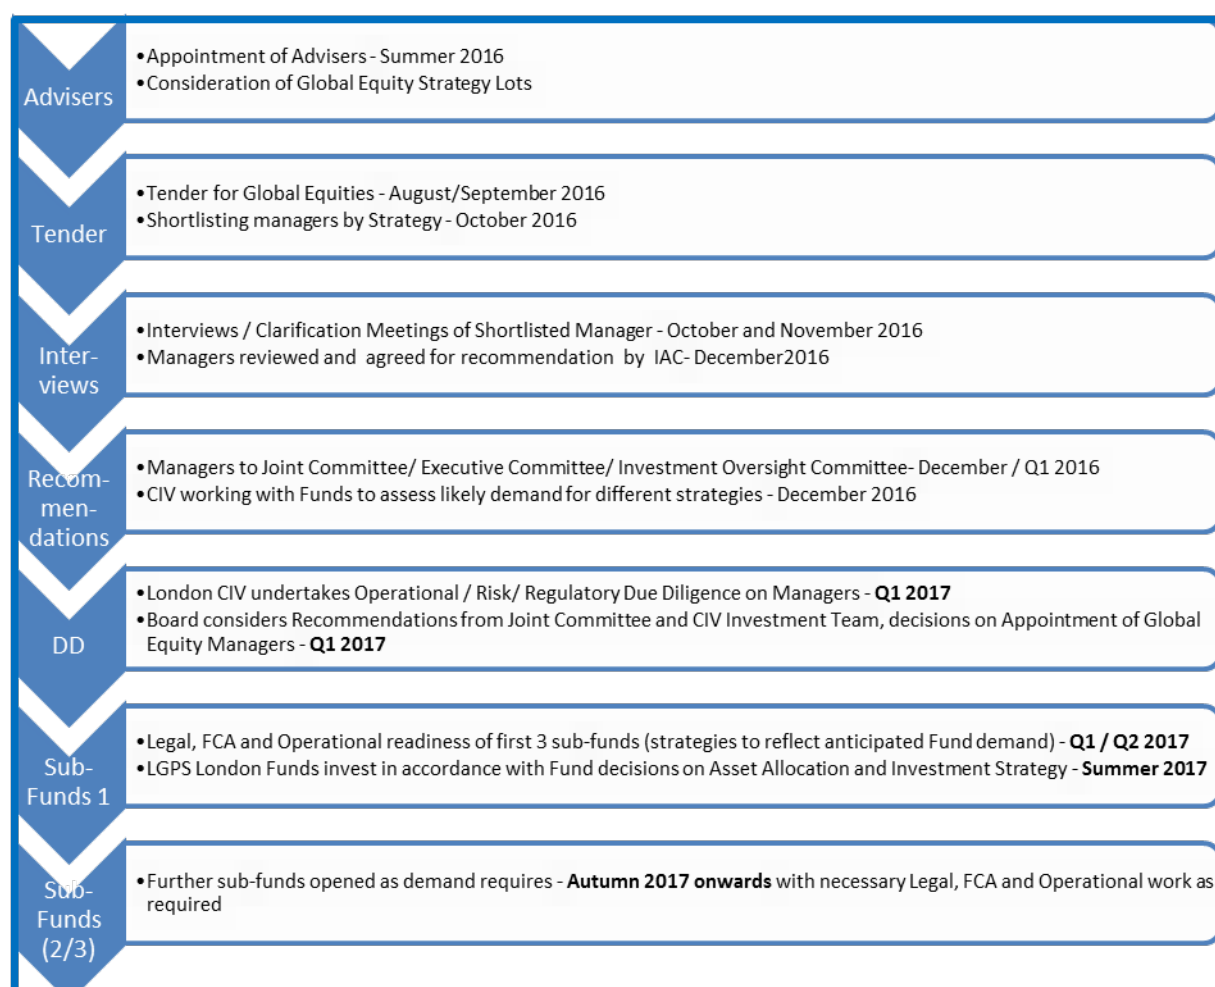 Advisers
•Appointment of Advisers - Summer 2016
•Consideration of Global Equity Strategy Lots
Tender
•Tender for Global Equities - August/September 2016
•Shortlisting managers by Strategy - October 2016
Inter-
views
•Interviews / Clarification Meetings of Shortlisted Manager - October and November 2016
•Managers reviewed and agreed for recommendation by IAC- December2016
Recom-
men-
dations
•Managers to Joint Committee/ Executive Committee/ Investment Oversight Committee- December / Q1 2016
•CIV working with Funds to assess likely demand for different strategies - December 2016
DD
•London CIV undertakes Operational / Risk/ Regulatory Due Diligence on Managers - Q1 2017
•Board considers Recommendations from Joint Committee and CIV Investment Team, decisions on Appointment of Global
Equity Managers - Q1 2017
Sub-
Funds 1
•Legal, FCA and Operational readiness of first 3 sub-funds (strategies to reflect anticipated Fund demand) - Q1 / Q2 2017
•LGPS London Funds invest in accordance with Fund decisions on Asset Allocation and Investment Strategy - Summer 2017
Sub-
Funds
(2/3)
•Further sub-funds opened as demand requires - Autumn 2017 onwards with necessary Legal, FCA and Operational work as
required